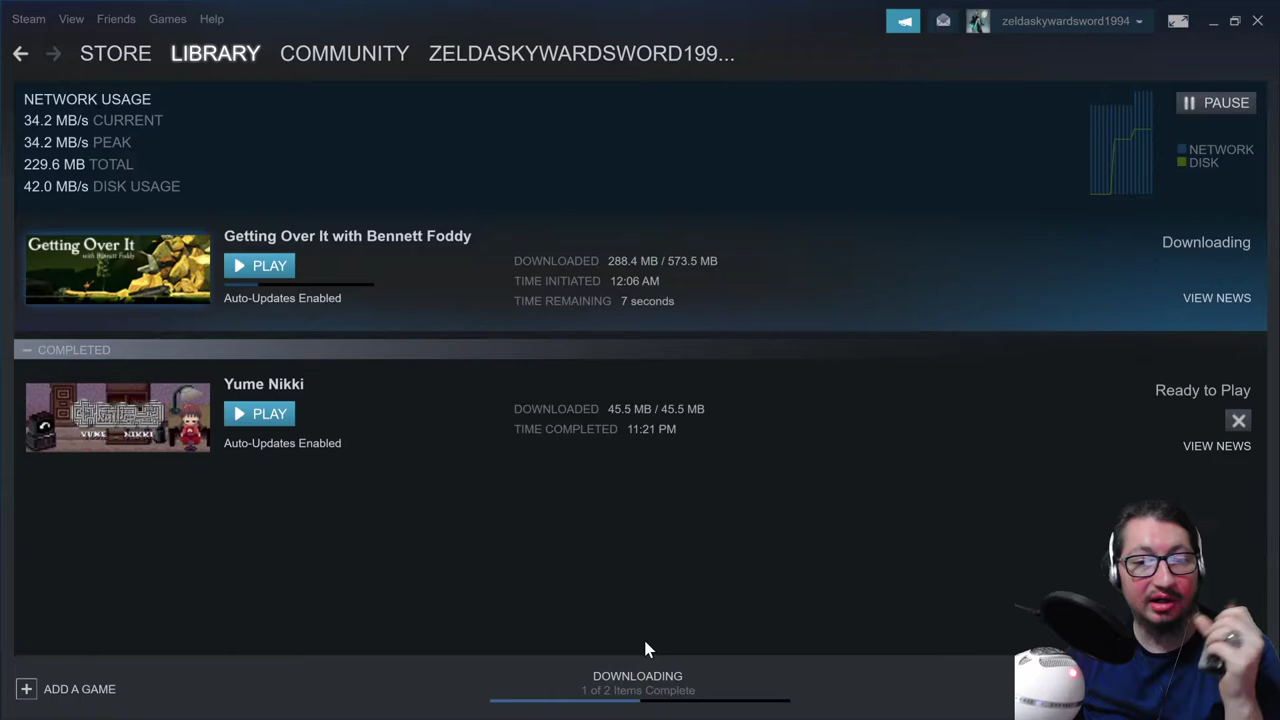 Steam View Friends Games Help
zeldaskywardsword1994
STORE LIBRARY COMMUNITY ZELDASKYWARDSWORD199...
NETWORK USAGE
34.2 MB/s CURRENT
34.2 MB/s PEAK
229.6 MB TOTAL
42.0 MB/s DISK USAGE
PAUSE
NETWORK
DISK
Getting Over It
with Bennett Foddy
Getting Over It with Bennett Foddy
PLAY
Auto-Updates Enabled
DOWNLOADED 288.4 MB / 573.5 MB
TIME INITIATED 12:06 AM
TIME REMAINING 7 seconds
Downloading
VIEW NEWS
COMPLETED
YUME NIKKI
Yume Nikki
PLAY
Auto-Updates Enabled
DOWNLOADED 45.5 MB / 45.5 MB
TIME COMPLETED 11:21 PM
Ready to Play
VIEW NEWS
ADD A GAME
DOWNLOADING
1 of 2 Items Complete